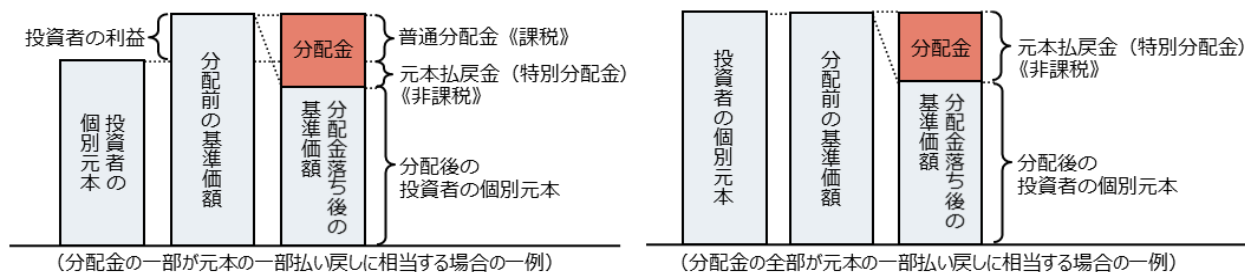 投資者の利益
投資者の
個別元本
分配前の基準価額
分配金
分配金落ち後の
基準価額
普通分配金《課税》
元本払戻金（特別分配金）
《非課税》
分配後の
投資者の個別元本
（分配金の一部が元本の一部払い戻しに相当する場合の一例）
投資者の個別元本
分配前の基準価額
分配金
分配金落ち後の
基準価額
元本払戻金（特別分配金）
《非課税》
分配後の
投資者の個別元本
（分配金の全部が元本の一部払い戻しに相当する場合の一例）